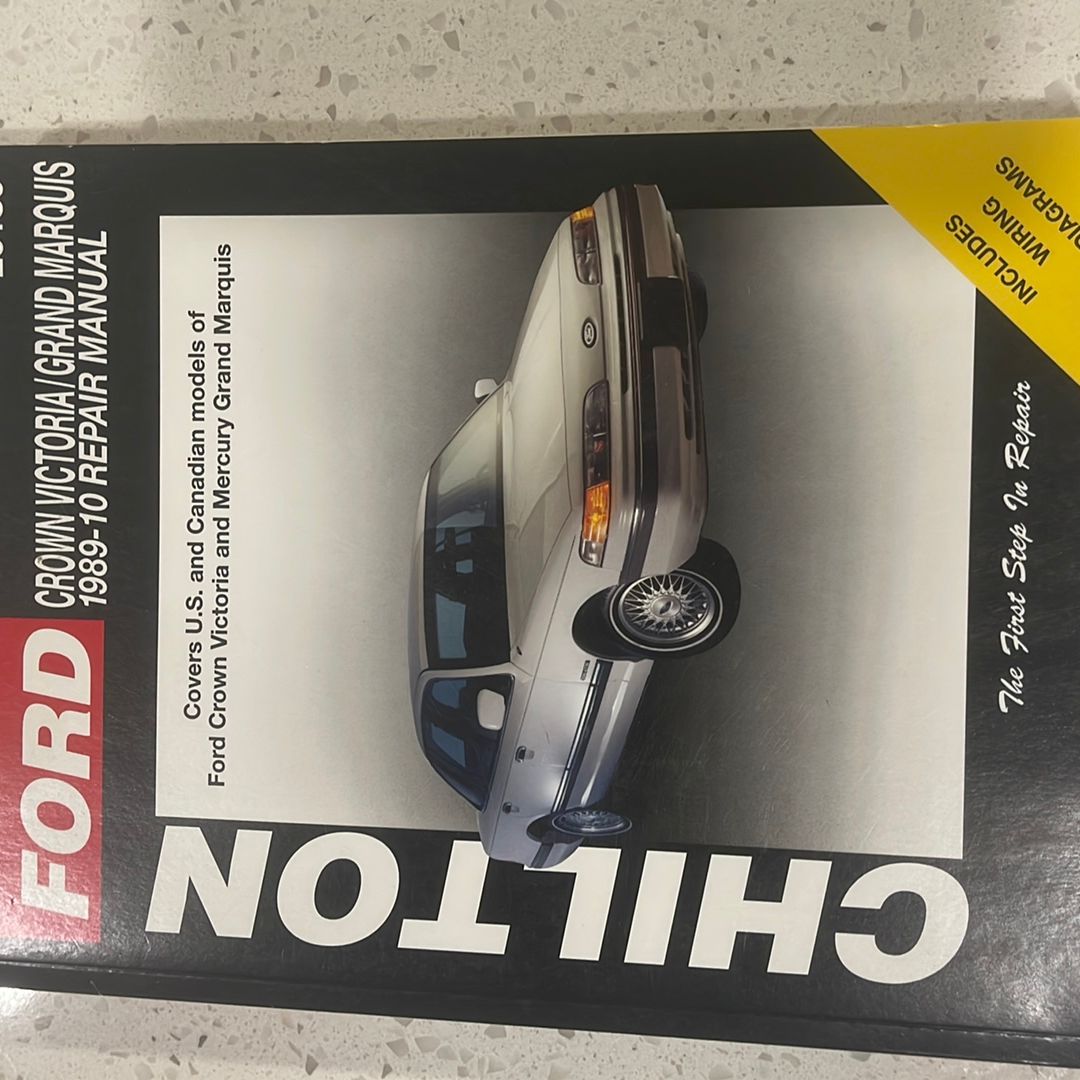 FORD
CROWN VICTORIA/GRAND MARQUIS
1989-10 REPAIR MANUAL
Covers U.S. and Canadian models of
Ford Crown Victoria and Mercury Grand Marquis
CHILTON
The First Step In Repair
INCLUDES
WIRING
DIAGRAMS